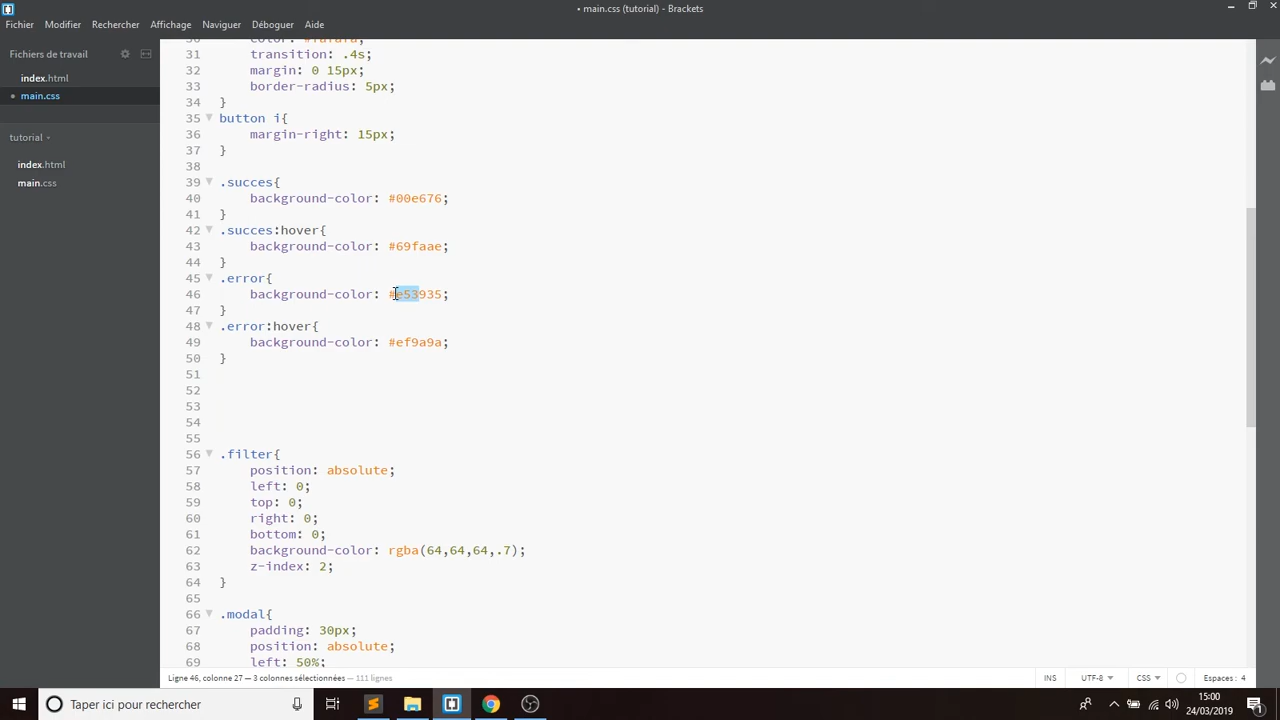 • main.css (tutorial) - Brackets
Fichier Modifier Rechercher Affichage Naviguer Déboguer Aide
Fichiers de travail
index.html
• main.css
tutorial
index.html
main.css
30 color: #fafafa;
31 transition: .4s;
32 margin: 0 15px;
33 border-radius: 5px;
34 }
35 button i{
36 margin-right: 15px;
37 }
38
39 .succes{
40 background-color: #00e676;
41 }
42 .succes:hover{
43 background-color: #69faae;
44 }
45 .error{
46 background-color: #e53935;
47 }
48 .error:hover{
49 background-color: #ef9a9a;
50 }
51
52
53
54
55
56 .filter{
57 position: absolute;
58 left: 0;
59 top: 0;
60 right: 0;
61 bottom: 0;
62 background-color: rgba(64,64,64,.7);
63 z-index: 2;
64 }
65
66 .modal{
67 padding: 30px;
68 position: absolute;
69 left: 50%;
Ligne 46, colonne 27 — 3 colonnes sélectionnées — 111 lignes
INS UTF-8 CSS Espaces: 4
Taper ici pour rechercher
15:00
24/03/2019